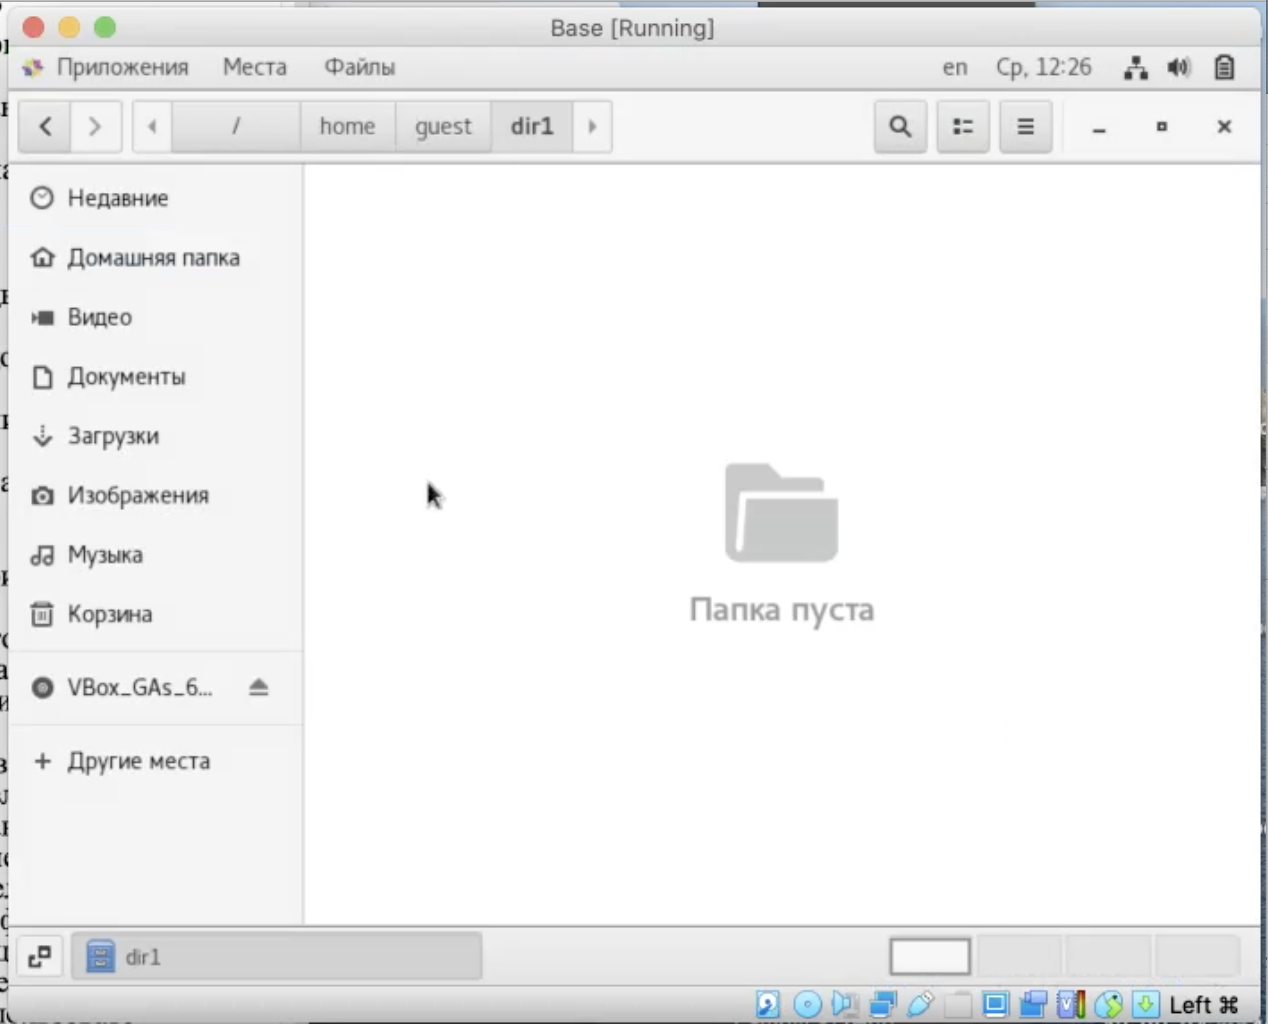 Base [Running]
Приложения Места Файлы en Ср, 12:26
/ home guest dir1
Недавние
Домашняя папка
Видео
Документы
Загрузки
Изображения
Музыка
Корзина
VBox_GAs_6...
Другие места
Папка пуста
dir1
Left ⌘